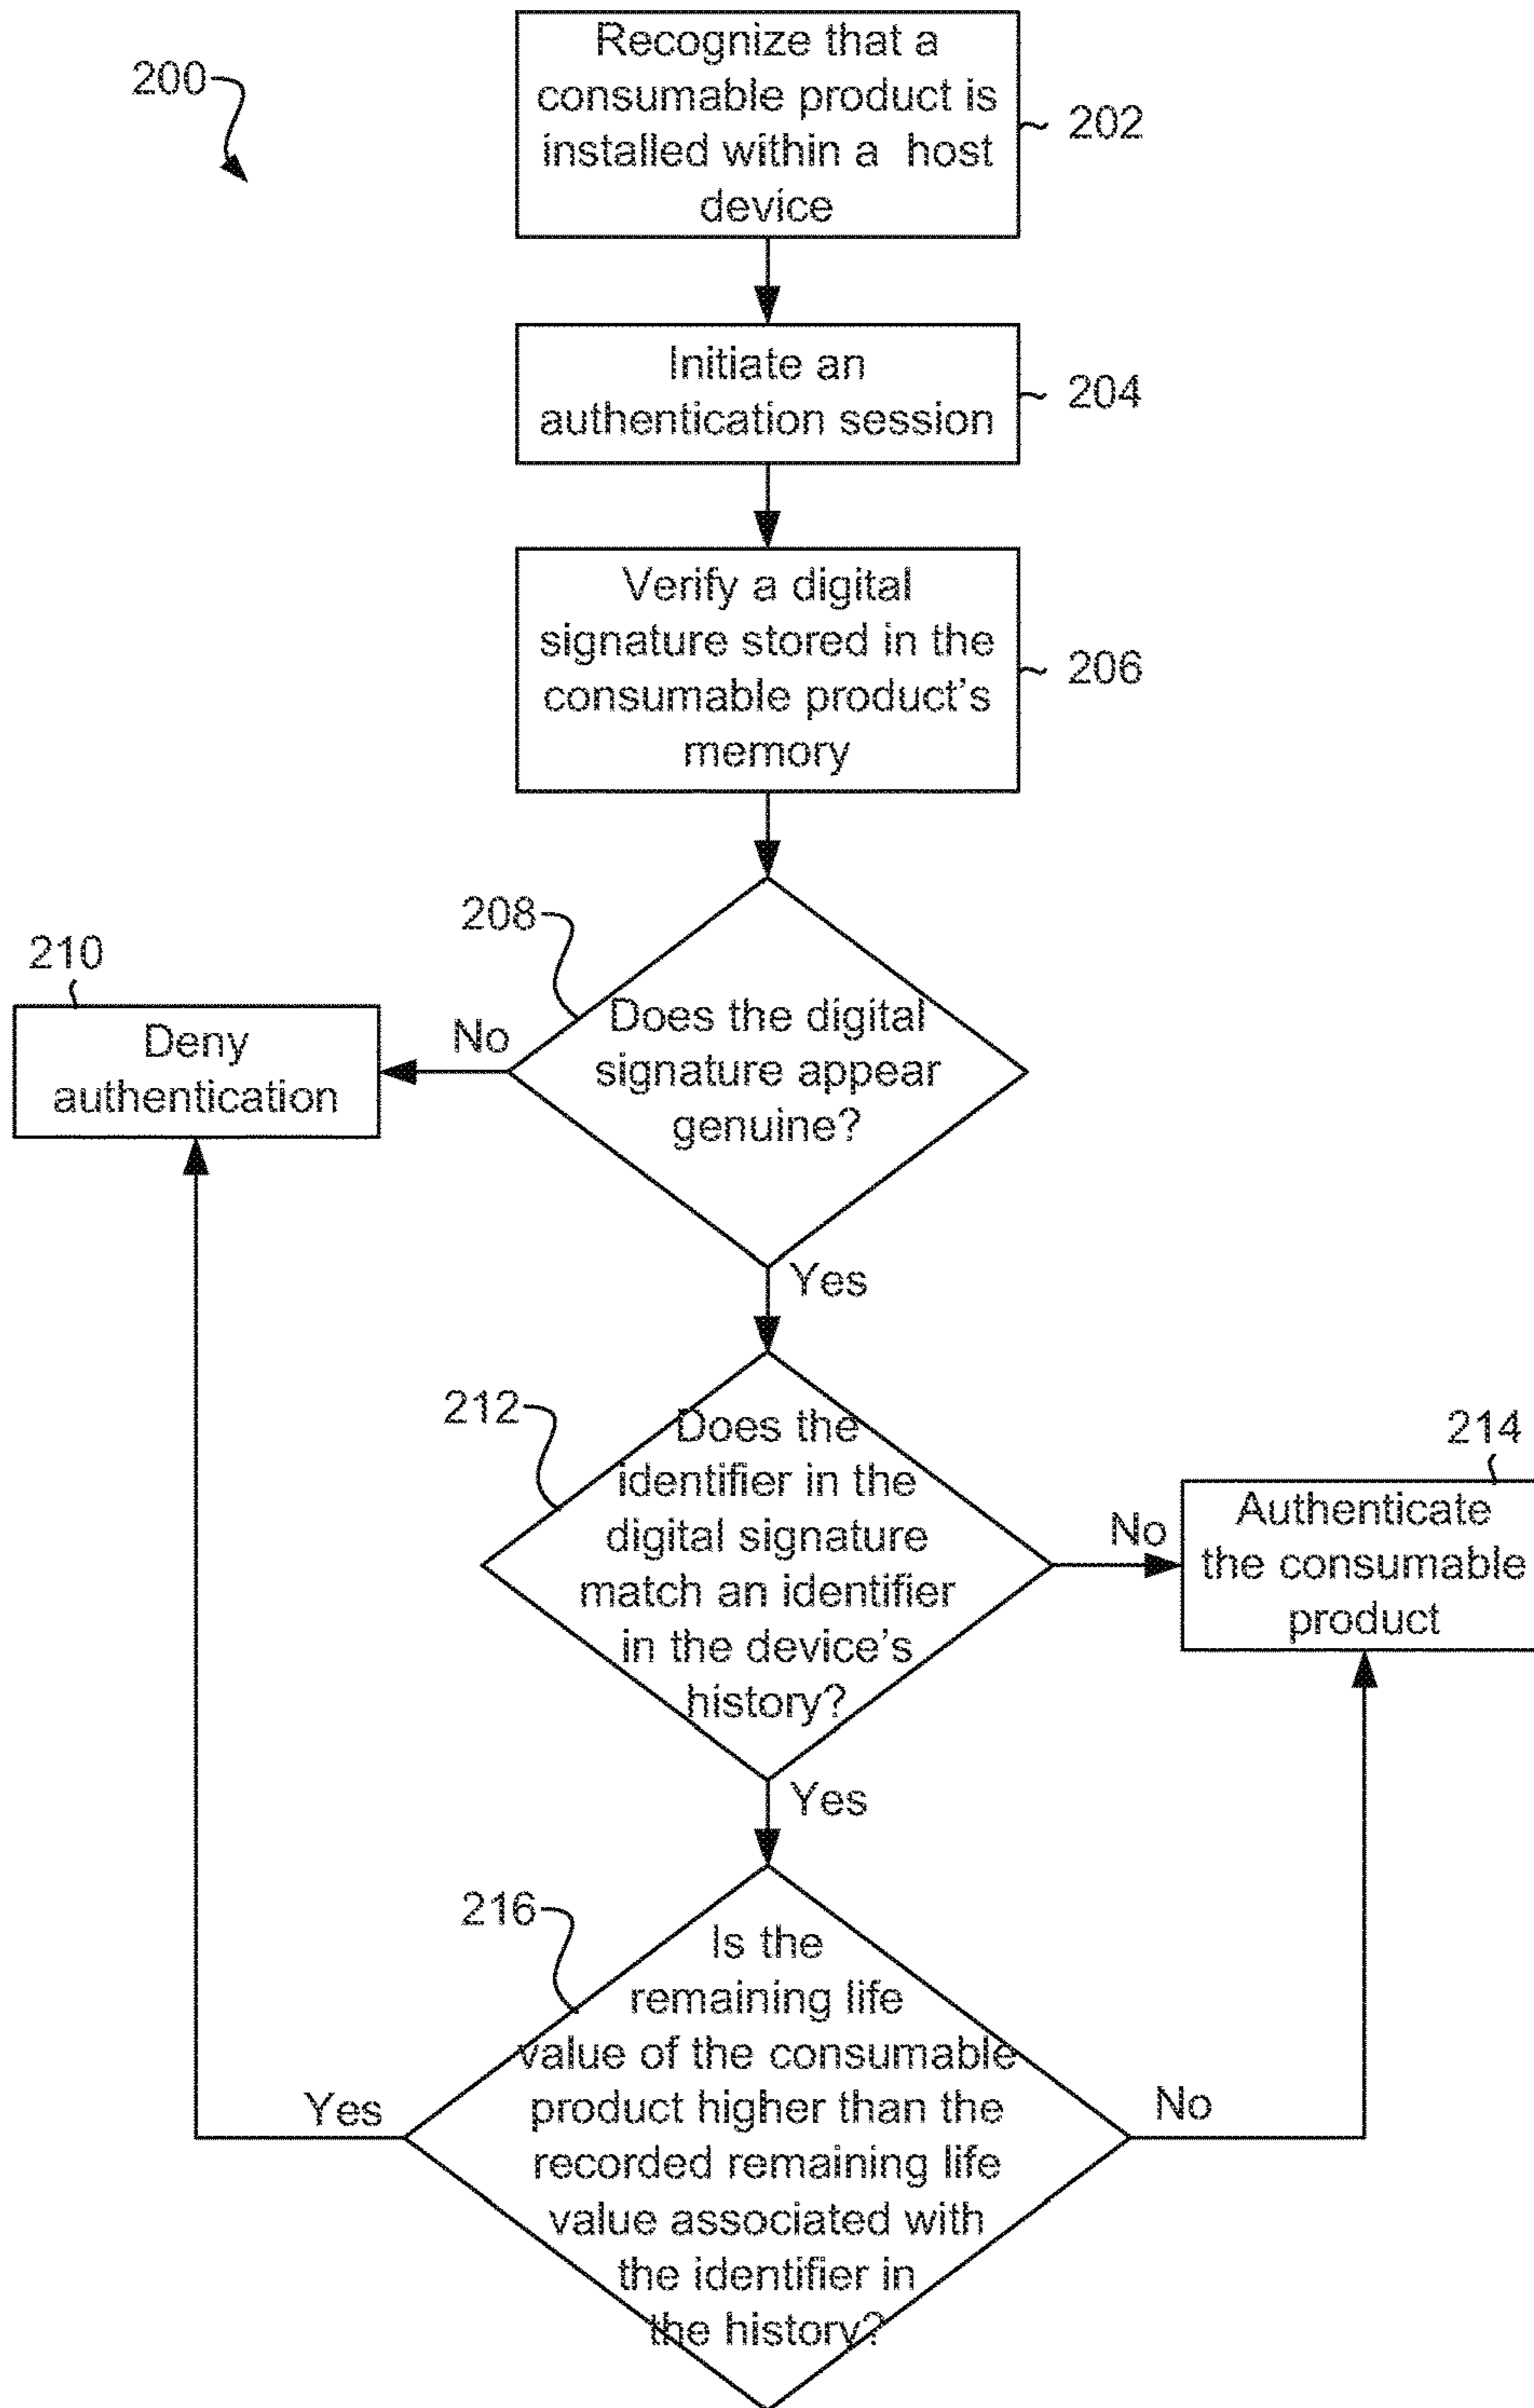 200
Recognize that a
consumable product is
installed within a host
device
202
Initiate an
authentication session
204
Verify a digital
signature stored in the
consumable product's
memory
206
208
210
Deny
authentication
No
Does the digital
signature appear
genuine?
Yes
212
Does the
identifier in the
digital signature
match an identifier
in the device's
history?
No
214
Authenticate
the consumable
product
Yes
216
Is the
remaining life
value of the consumable
product higher than the
recorded remaining life
value associated with
the identifier in
the history?
Yes
No